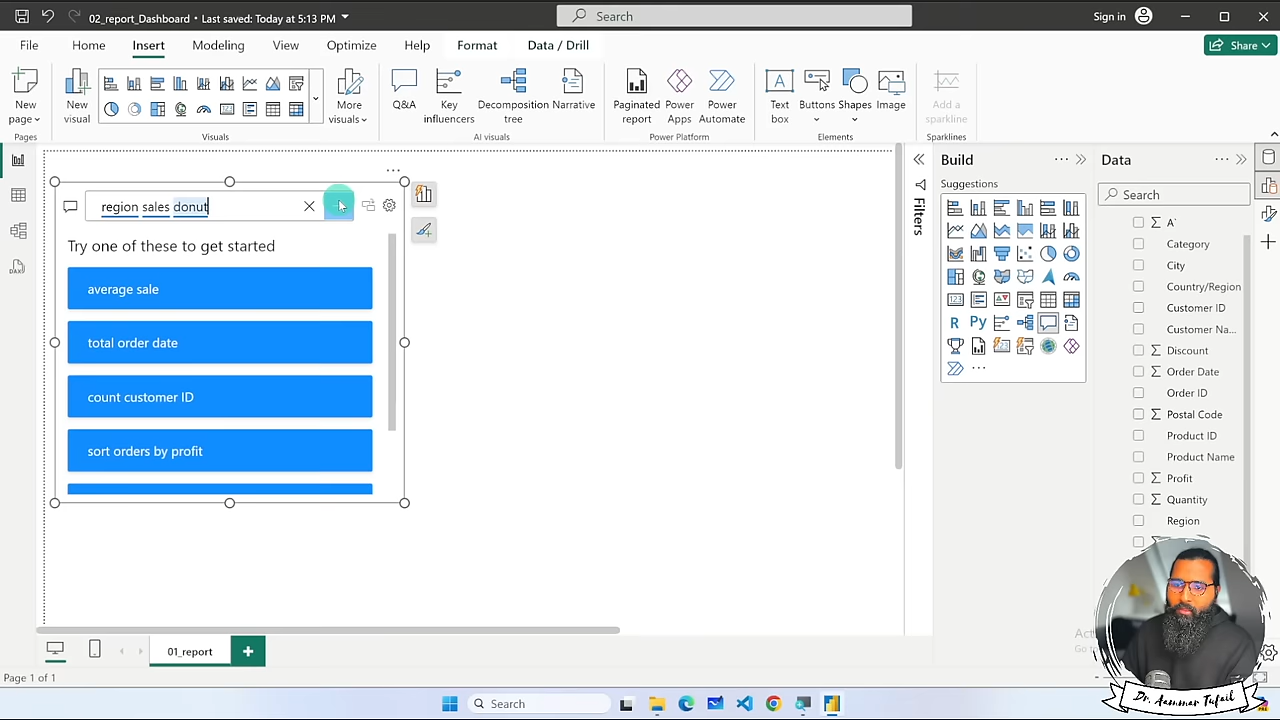 02_report_Dashboard • Last saved: Today at 5:13 PM
Search
Sign in
File
Home
Insert
Modeling
View
Optimize
Help
Format
Data / Drill
Share
New page
New visual
More visuals
Q&A
Key influencers
Decomposition tree
Narrative
Paginated report
Power Apps
Power Automate
Text box
Buttons
Shapes
Image
Add a sparkline
Pages
Visuals
AI visuals
Power Platform
Elements
Sparklines
region sales donut
Try one of these to get started
average sale
total order date
count customer ID
sort orders by profit
Filters
Build
Suggestions
123
R
Py
Data
Search
A`
Category
City
Country/Region
Customer ID
Customer Na...
Discount
Order Date
Order ID
Postal Code
Product ID
Product Name
Profit
Quantity
Region
Dr. Aammar Tufail
01_report
Page 1 of 1
Search